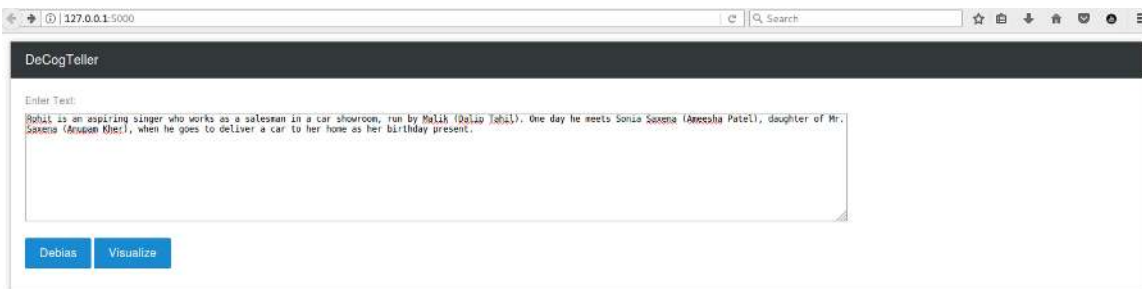 127.0.0.1:5000
Search
DeCogTeller
Enter Text:
Rohit is an aspiring singer who works as a salesman in a car showroom, run by Malik (Dalip Tahil). One day he meets Sonia Saxena (Ameesha Patel), daughter of Mr.
Saxena (Anupam Kher), when he goes to deliver a car to her home as her birthday present.
Debias
Visualize